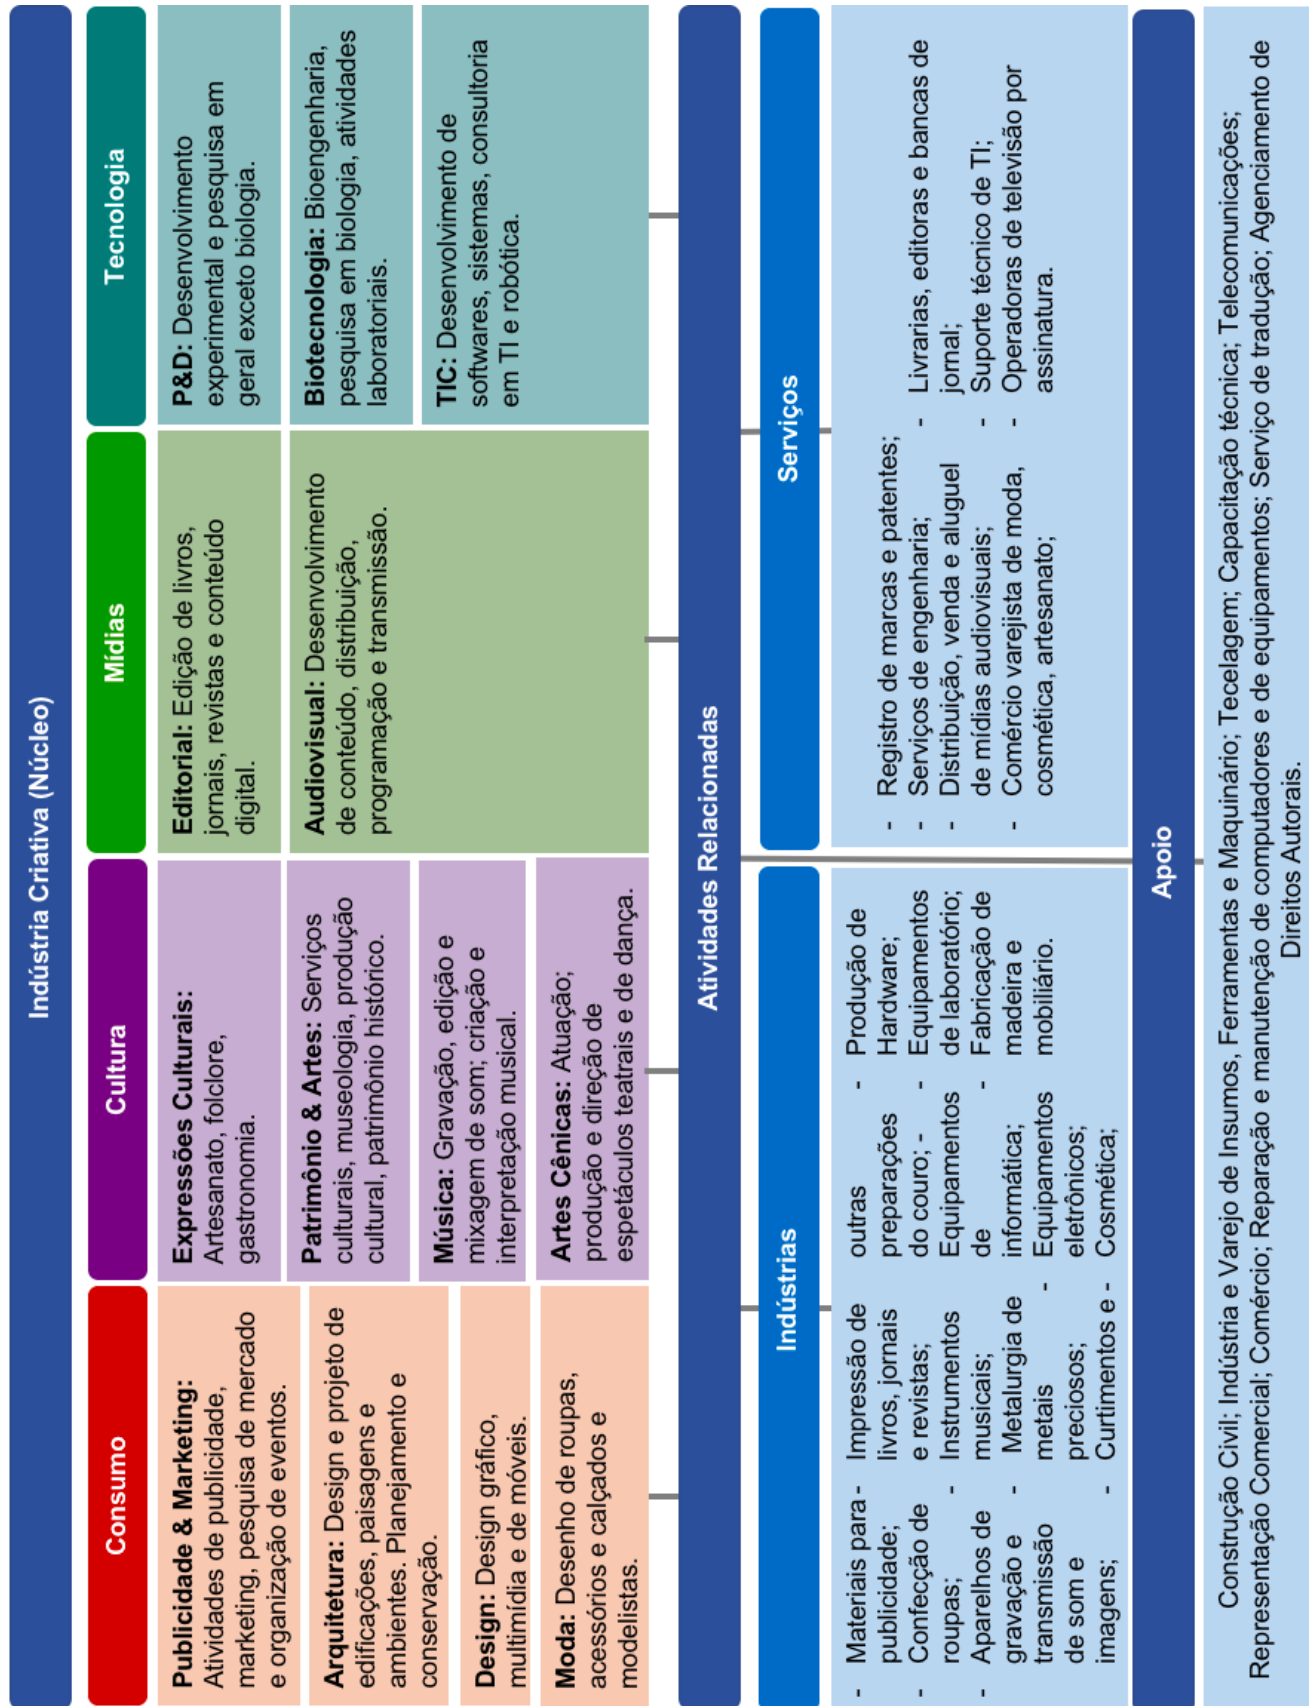 Indústria Criativa (Núcleo)
Consumo
Publicidade & Marketing:
Atividades de publicidade,
marketing, pesquisa de mercado
e organização de eventos.
Arquitetura: Design e projeto de
edificações, paisagens e
ambientes. Planejamento e
conservação.
Design: Design gráfico,
multimídia e de móveis.
Moda: Desenho de roupas,
acessórios e calçados e
modelistas.
Cultura
Expressões Culturais:
Artesanato, folclore,
gastronomia.
Patrimônio & Artes: Serviços
culturais, museologia, produção
cultural, patrimônio histórico.
Música: Gravação, edição e
mixagem de som; criação e
interpretação musical.
Artes Cênicas: Atuação;
produção e direção de
espetáculos teatrais e de dança.
Mídias
Editorial: Edição de livros,
jornais, revistas e conteúdo
digital.
Audiovisual: Desenvolvimento
de conteúdo, distribuição,
programação e transmissão.
Tecnologia
P&D: Desenvolvimento
experimental e pesquisa em
geral exceto biologia.
Biotecnologia: Bioengenharia,
pesquisa em biologia, atividades
laboratoriais.
TIC: Desenvolvimento de
softwares, sistemas, consultoria
em TI e robótica.
Atividades Relacionadas
Indústrias
- Materiais para
publicidade;
- Confecção de
roupas;
- Aparelhos de
gravação e
transmissão
de som e
imagens;
- Impressão de
livros, jornais
e revistas;
- Instrumentos
musicais;
- Metalurgia de
metais
preciosos;
- Curtimentos e
outras
preparações
do couro;
- Equipamentos
de
informática;
- Equipamentos
eletrônicos;
- Cosmética;
- Produção de
Hardware;
- Equipamentos
de laboratório;
- Fabricação de
madeira e
mobiliário.
Serviços
- Registro de marcas e patentes;
- Serviços de engenharia;
- Distribuição, venda e aluguel
de mídias audiovisuais;
- Comércio varejista de moda,
cosmética, artesanato;
- Livrarias, editoras e bancas de
jornal;
- Suporte técnico de TI;
- Operadoras de televisão por
assinatura.
Apoio
Construção Civil; Indústria e Varejo de Insumos, Ferramentas e Maquinário; Tecelagem; Capacitação técnica; Telecomunicações;
Representação Comercial; Comércio; Reparação e manutenção de computadores e de equipamentos; Serviço de tradução; Agenciamento de
Direitos Autorais.